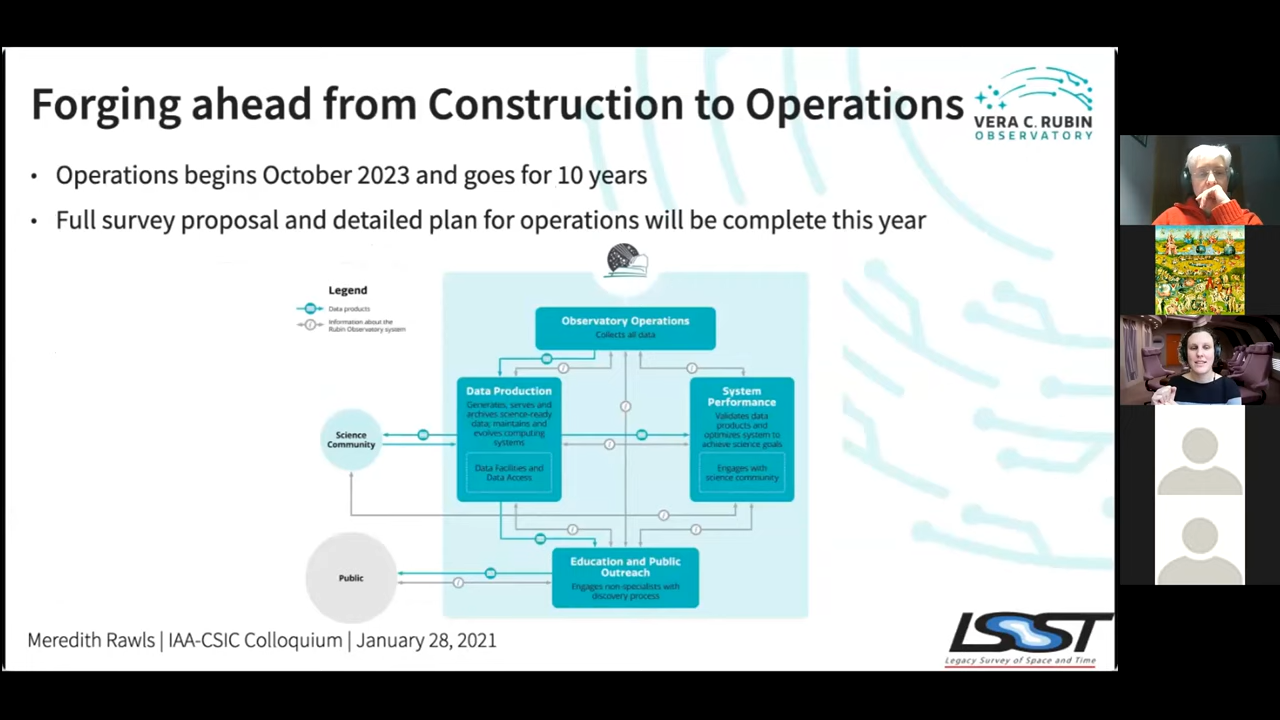 Forging ahead from Construction to Operations
VERA C. RUBIN
OBSERVATORY
• Operations begins October 2023 and goes for 10 years
• Full survey proposal and detailed plan for operations will be complete this year
Legend
Data products
Information about the
Rubin Observatory system
Observatory Operations
Collects all data
Data Production
Generates, serves and
archives science-ready
data; maintains and
evolves computing
systems
Data Facilities and
Data Access
System
Performance
Validates data
products and
optimizes system to
achieve science goals
Engages with
science community
Science
Community
Education and Public
Outreach
Engages non-specialists with
discovery process
Public
Meredith Rawls | IAA-CSIC Colloquium | January 28, 2021
LSST
Legacy Survey of Space and Time